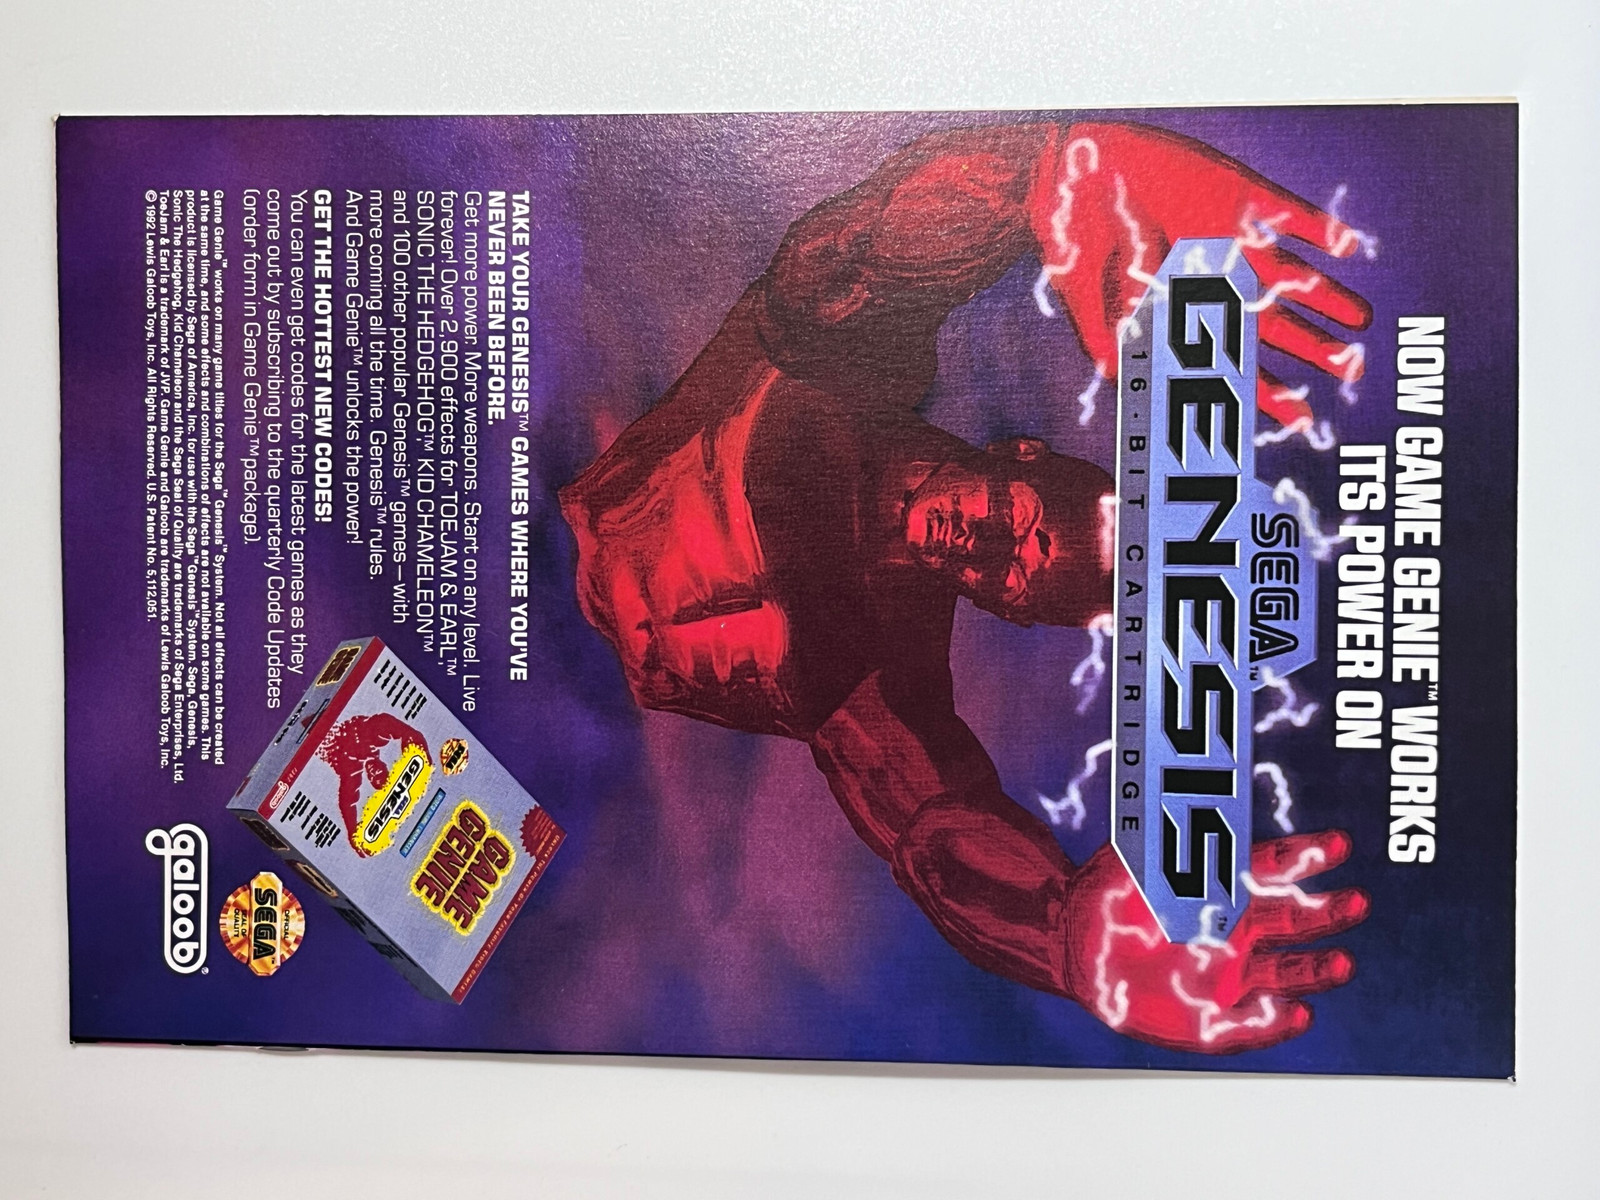 NOW GAME GENIE™ WORKS
ITS POWER ON
SEGA™
GENESIS™
16-BIT CARTRIDGE
TAKE YOUR GENESIS™ GAMES WHERE YOU'VE
NEVER BEEN BEFORE.
Get more power. More weapons. Start on any level. Live
forever! Over 2,900 effects for TOEJAM & EARL,™
SONIC THE HEDGEHOG,™ KID CHAMELEON™
and 100 other popular Genesis™ games—with
more coming all the time. Genesis™ rules.
And Game Genie™ unlocks the power!
GET THE HOTTEST NEW CODES!
You can even get codes for the latest games as they
come out by subscribing to the quarterly Code Updates
(order form in Game Genie™ package).
Game Genie™ works on many game titles for the Sega™ Genesis™ System. Not all effects can be created
at the same time, and some effects and combinations of effects are not available on some games. This
product is licensed by Sega of America, Inc. for use with the Sega™ Genesis™ System. Sega, Genesis,
Sonic The Hedgehog, Kid Chameleon and the Sega Seal of Quality are trademarks of Sega Enterprises, Ltd.
ToeJam & Earl is a trademark of JVP. Game Genie and Galoob are trademarks of Lewis Galoob Toys, Inc.
© 1992 Lewis Galoob Toys, Inc. All Rights Reserved. U.S. Patent No. 5,112,051.
GENESIS
GAME
GENIE
OFFICIAL
SEGA™
SEAL OF
QUALITY
galoob®